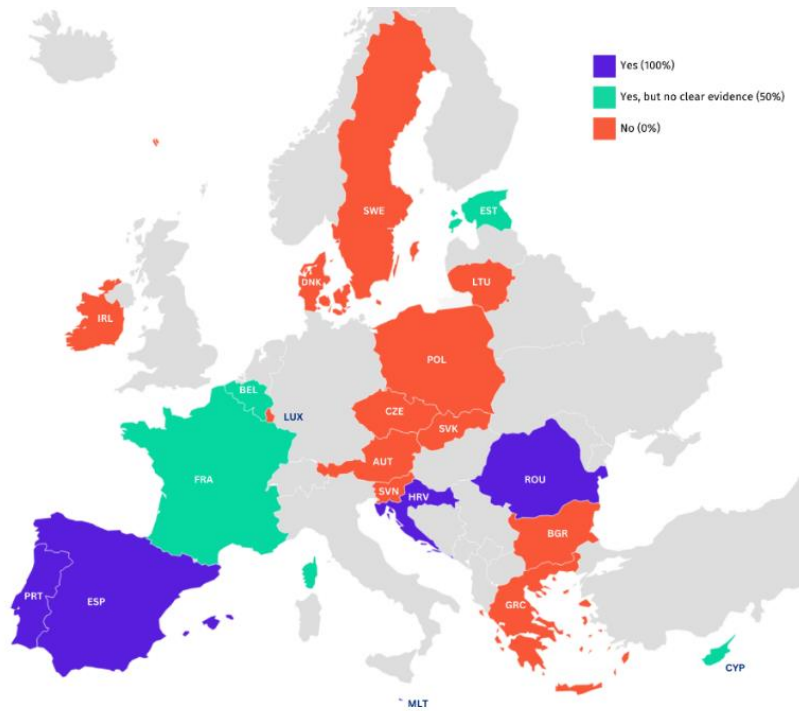 Yes (100%)
Yes, but no clear evidence (50%)
No (0%)
SWE
EST
DNK
LTU
IRL
POL
BEL
LUX
CZE
SVK
FRA
AUT
SVN
HRV
ROU
BGR
PRT
ESP
GRC
CYP
MLT